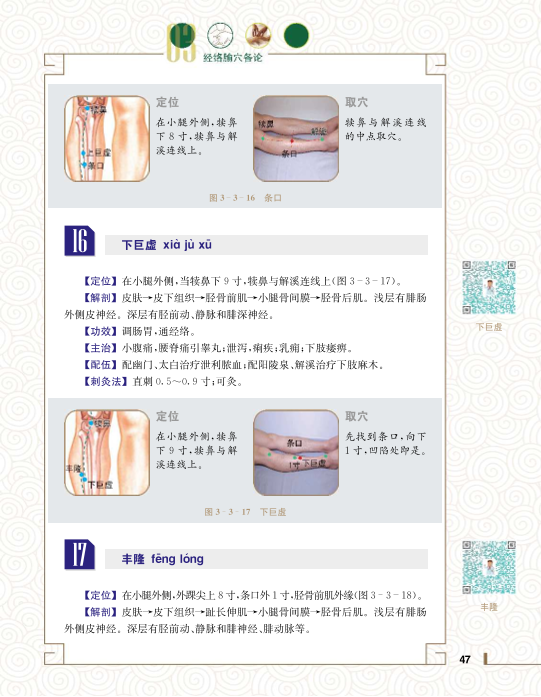 03
经络腧穴各论
定位
在小腿外侧,犊鼻
下8寸,犊鼻与解
溪连线上。
犊鼻
上巨虚
条口
取穴
犊鼻与解溪连线
的中点取穴。
犊鼻
解溪
条口
图3-3-16 条口
16
下巨虚 xià jù xū
【定位】在小腿外侧,当犊鼻下9寸,犊鼻与解溪连线上(图3-3-17)。
【解剖】皮肤→皮下组织→胫骨前肌→小腿骨间膜→胫骨后肌。浅层有腓肠
外侧皮神经。深层有胫前动、静脉和腓深神经。
【功效】调肠胃,通经络。
【主治】小腹痛,腰脊痛引睾丸;泄泻,痢疾;乳痈;下肢痿痹。
【配伍】配幽门、太白治疗泄利脓血;配阳陵泉、解溪治疗下肢麻木。
【刺灸法】直刺0.5～0.9寸;可灸。
下巨虚
定位
在小腿外侧,犊鼻
下9寸,犊鼻与解
溪连线上。
犊鼻
丰隆
下巨虚
取穴
先找到条口,向下
1寸,凹陷处即是。
条口
1寸下巨虚
图3-3-17 下巨虚
17
丰隆 fēng lóng
【定位】在小腿外侧,外踝尖上8寸,条口外1寸,胫骨前肌外缘(图3-3-18)。
【解剖】皮肤→皮下组织→趾长伸肌→小腿骨间膜→胫骨后肌。浅层有腓肠
外侧皮神经。深层有胫前动、静脉和腓神经、腓动脉等。
丰隆
47